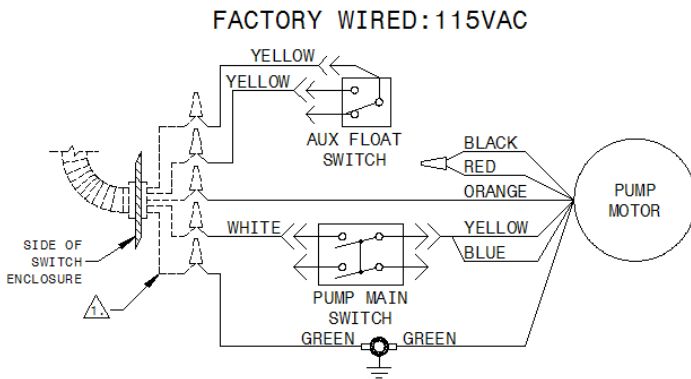 FACTORY WIRED:115VAC
YELLOW
YELLOW
AUX FLOAT
SWITCH
BLACK
RED
ORANGE
PUMP
MOTOR
WHITE
YELLOW
BLUE
SIDE OF
SWITCH
ENCLOSURE
1.
PUMP MAIN
SWITCH
GREEN
GREEN